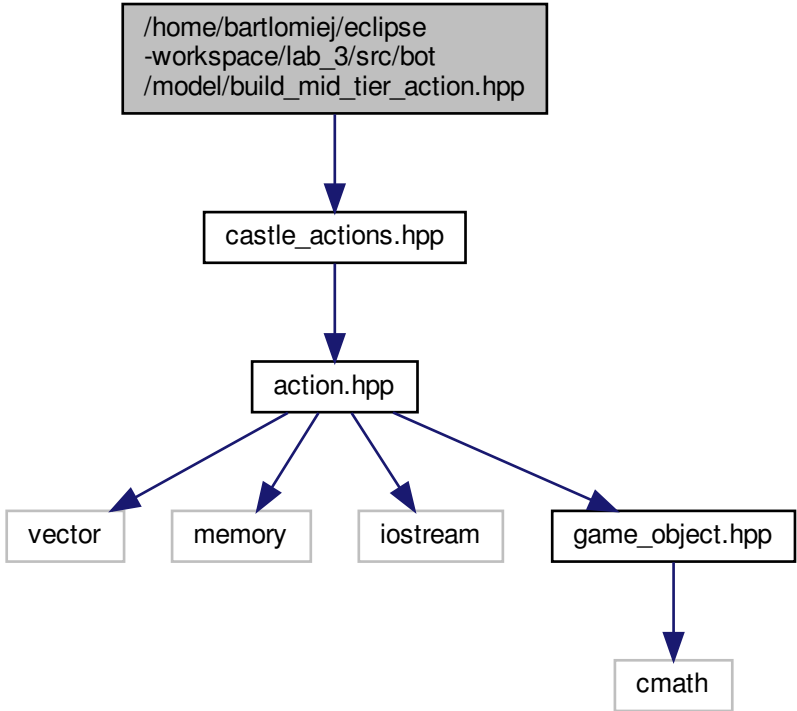 /home/bartlomiej/eclipse
-workspace/lab_3/src/bot
/model/build_mid_tier_action.hpp
castle_actions.hpp
action.hpp
vector
memory
iostream
game_object.hpp
cmath